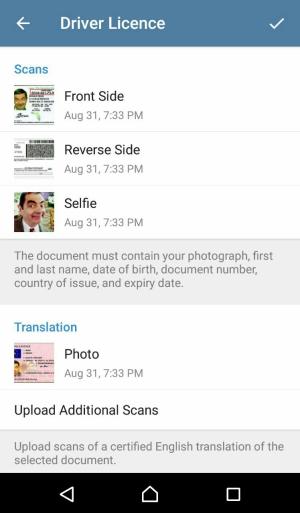 Driver Licence
Scans
Front Side
Aug 31, 7:33 PM
Reverse Side
Aug 31, 7:33 PM
Selfie
Aug 31, 7:33 PM
The document must contain your photograph, first
and last name, date of birth, document number,
country of issue, and expiry date.
Translation
Photo
Aug 31, 7:33 PM
Upload Additional Scans
Upload scans of a certified English translation of the
selected document.